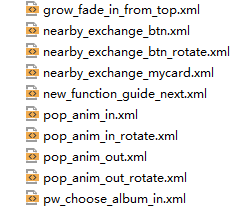 grow_fade_in_from_top.xml
nearby_exchange_btn.xml
nearby_exchange_btn_rotate.xml
nearby_exchange_mycard.xml
new_function_guide_next.xml
pop_anim_in.xml
pop_anim_in_rotate.xml
pop_anim_out.xml
pop_anim_out_rotate.xml
pw_choose_album_in.xml